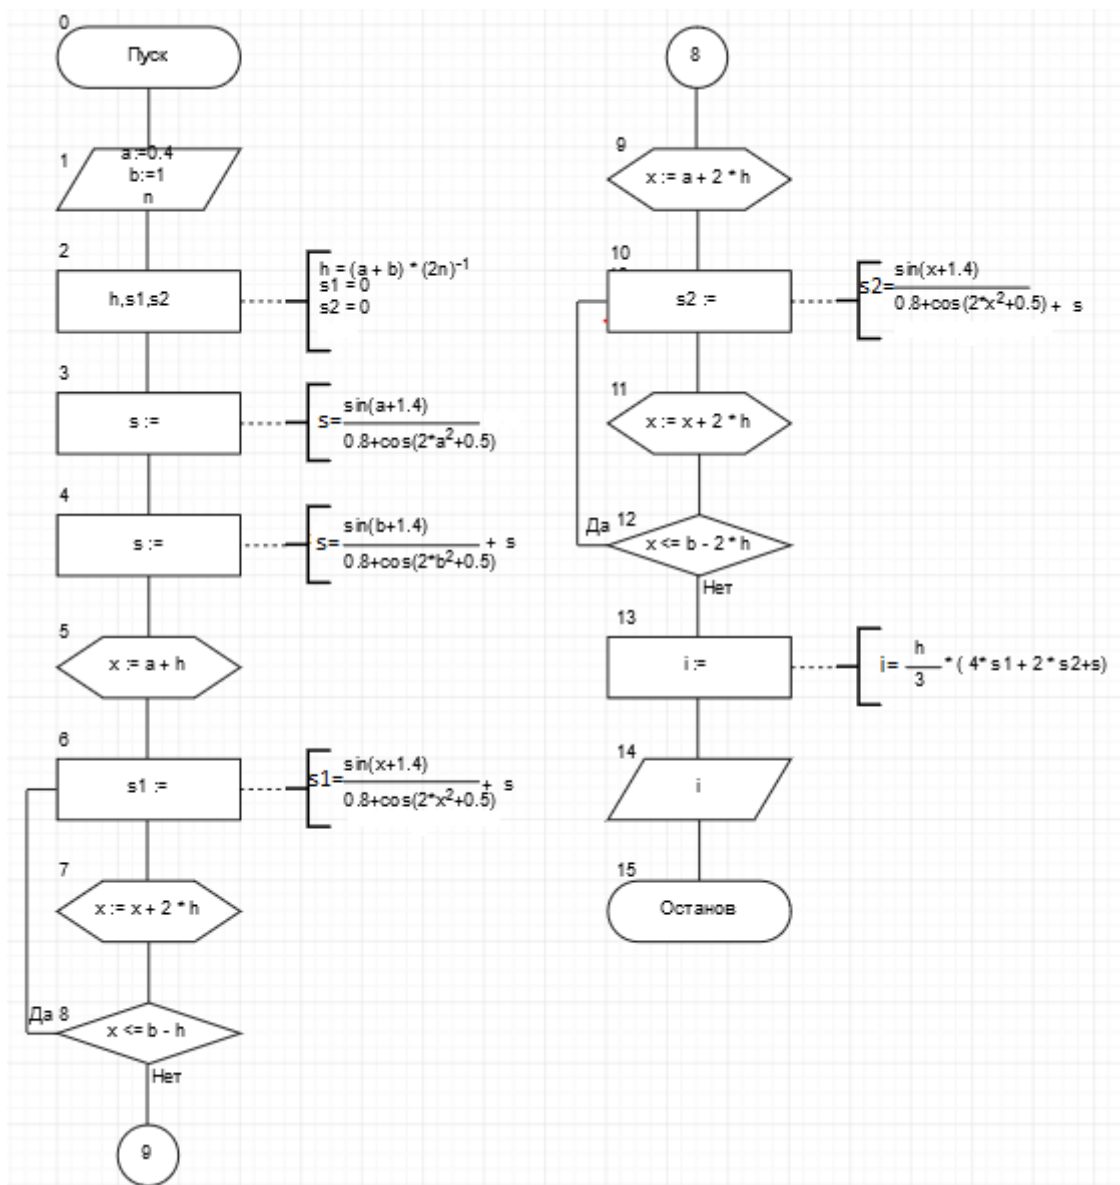 0
Пуск
1
a:=0.4
b:=1
n
2
h,s1,s2
h = (a + b) * (2n)⁻¹
s1 = 0
s2 = 0
3
s :=
sin(a+1.4)
s=
0.8+cos(2*a²+0.5)
4
s :=
sin(b+1.4)
s= + s
0.8+cos(2*b²+0.5)
5
x := a + h
6
s1 :=
sin(x+1.4)
s1= + s
0.8+cos(2*x²+0.5)
7
x := x + 2 * h
Да 8
x <= b - h
Нет
9
8
9
x := a + 2 * h
10
s2 :=
sin(x+1.4)
s2=
0.8+cos(2*x²+0.5) + s
11
x := x + 2 * h
Да 12
x <= b - 2 * h
Нет
13
i :=
h
i= * ( 4* s1 + 2 * s2+s)
3
14
i
15
Останов